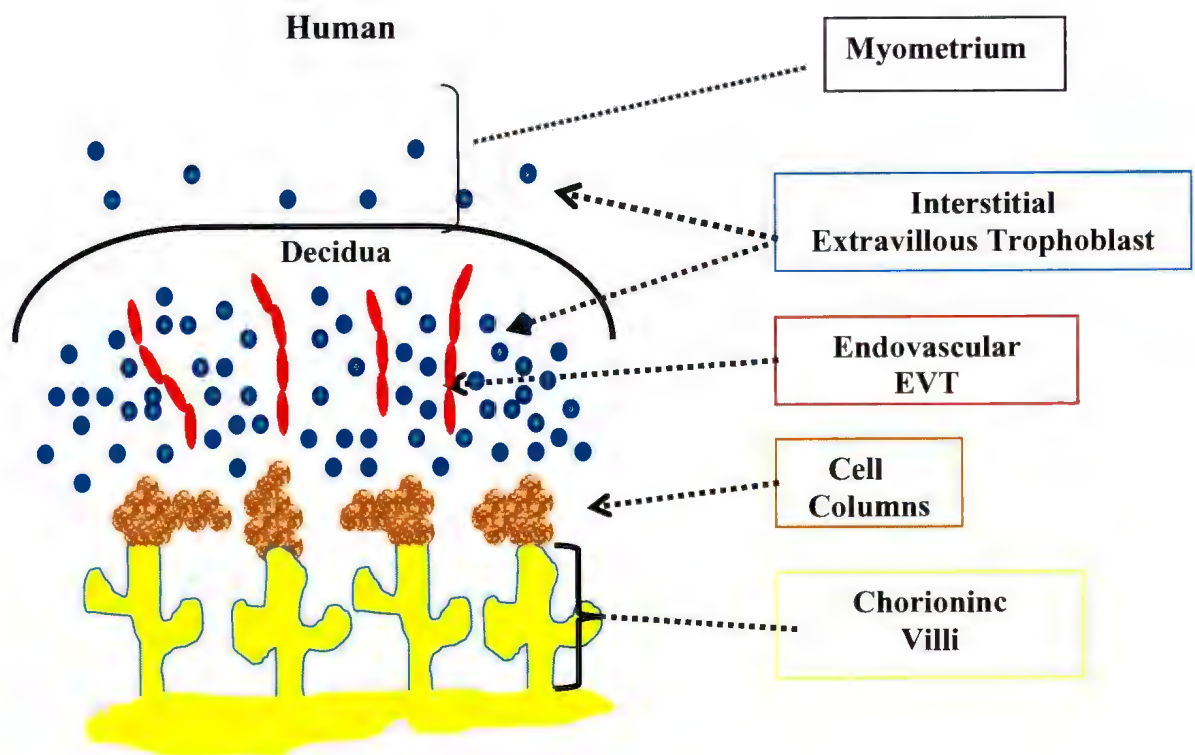 Human
Myometrium
Interstitial
Extravillous Trophoblast
Decidua
Endovascular
EVT
Cell
Columns
Chorioninc
Villi